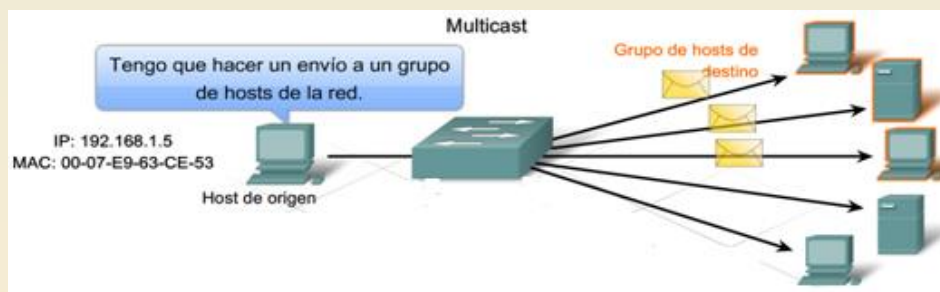 Multicast
Tengo que hacer un envío a un grupo
de hosts de la red.
Grupo de hosts de
destino
IP: 192.168.1.5
MAC: 00-07-E9-63-CE-53
Host de origen